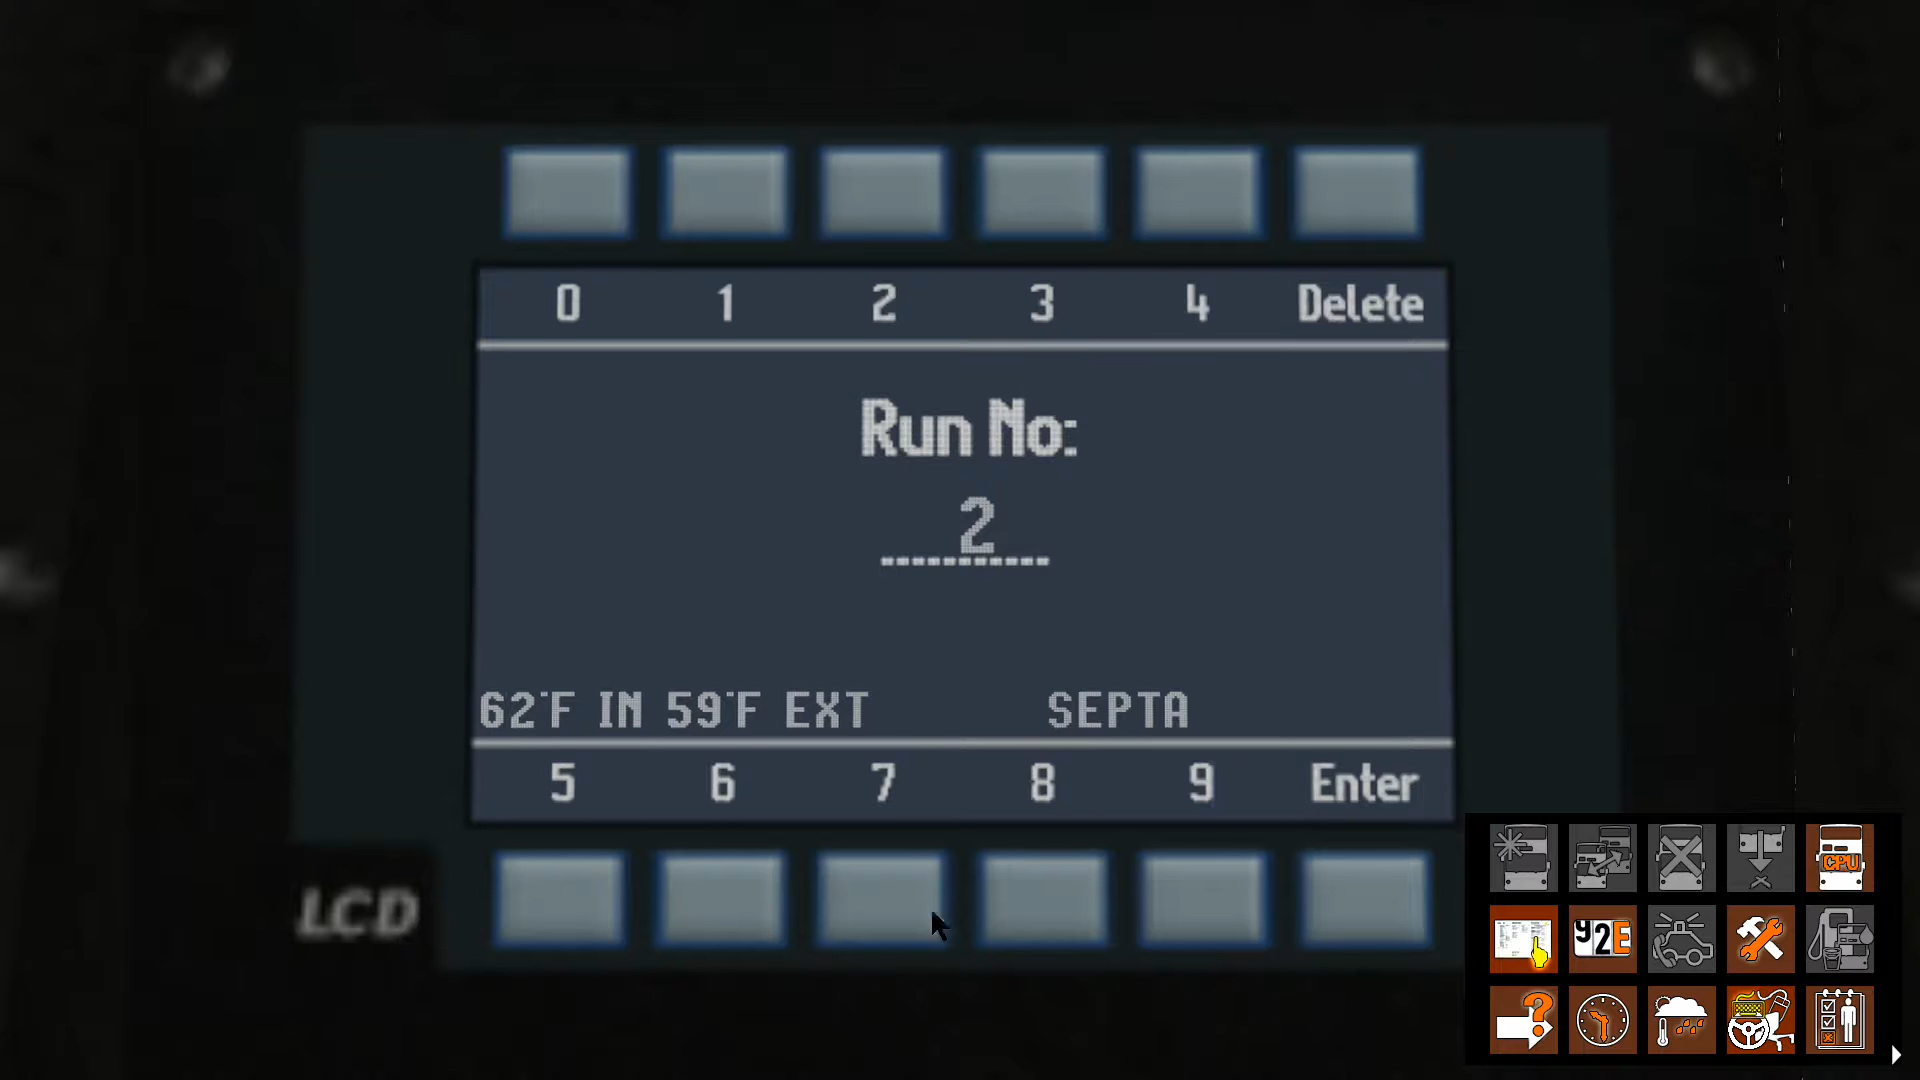 0 1 2 3 4 Delete
Run No:
2
62°F IN 59°F EXT SEPTA
5 6 7 8 9 Enter
LCD
CPU
92E
?